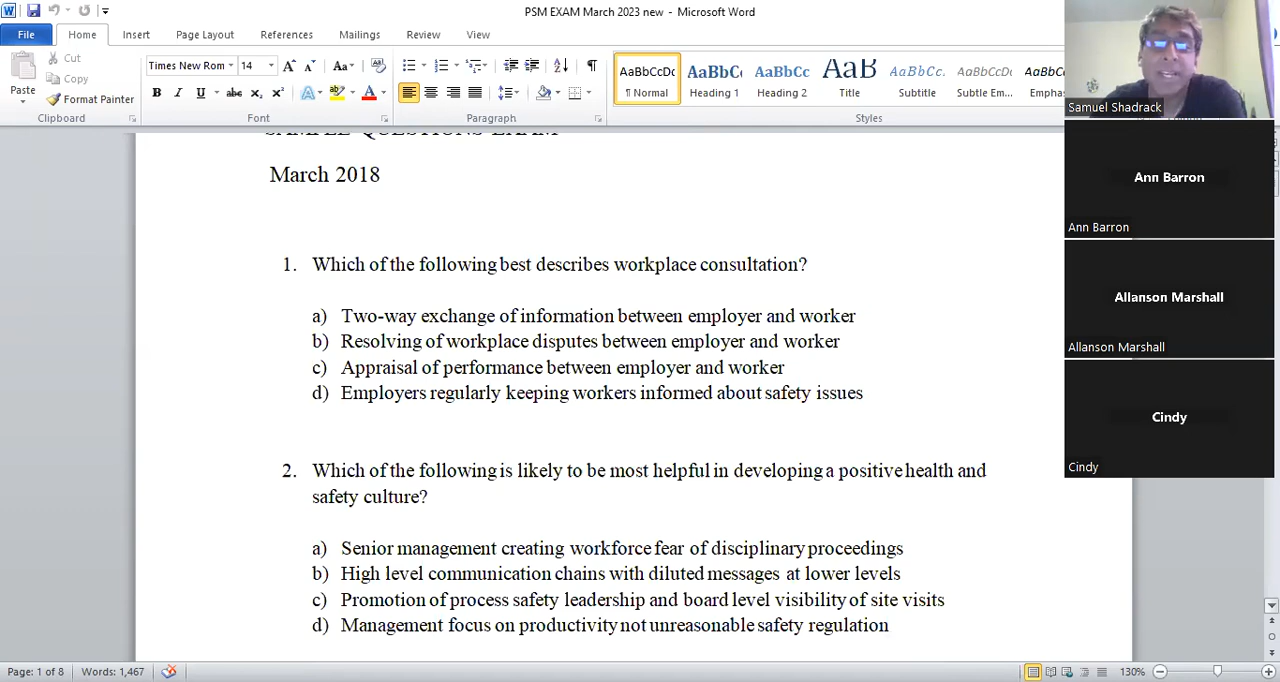 PSM EXAM March 2023 new - Microsoft Word
File Home Insert Page Layout References Mailings Review View
Paste
Cut
Copy
Format Painter
Clipboard
Times New Rom 14
Font
Paragraph
AaBbCcDc AaBbC( AaBbCc AaB AaBbCc. AaBbCcDc AaBbCc
¶ Normal Heading 1 Heading 2 Title Subtitle Subtle Em... Emphas
Styles
Samuel Shadrack
Ann Barron
Ann Barron
Allanson Marshall
Allanson Marshall
Cindy
Cindy
SAMPLE QUESTIONS EXAM
March 2018
1. Which of the following best describes workplace consultation?
a) Two-way exchange of information between employer and worker
b) Resolving of workplace disputes between employer and worker
c) Appraisal of performance between employer and worker
d) Employers regularly keeping workers informed about safety issues
2. Which of the following is likely to be most helpful in developing a positive health and
safety culture?
a) Senior management creating workforce fear of disciplinary proceedings
b) High level communication chains with diluted messages at lower levels
c) Promotion of process safety leadership and board level visibility of site visits
d) Management focus on productivity not unreasonable safety regulation
Page: 1 of 8 Words: 1,467
130%